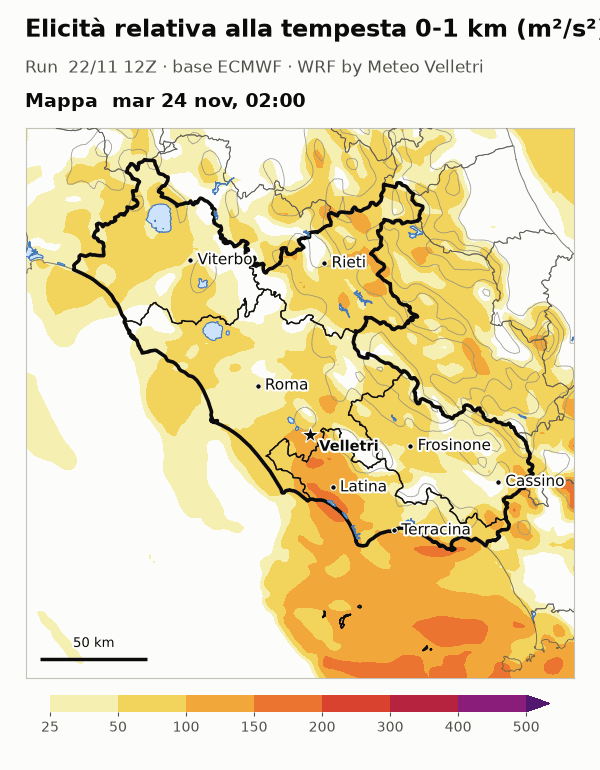 Elicità relativa alla tempesta 0-1 km (m²/s²)
Run 22/11 12Z · base ECMWF · WRF by Meteo Velletri
Mappa mar 24 nov, 02:00
Viterbo
Rieti
Roma
Velletri
Frosinone
Latina
Cassino
Terracina
50 km
25 50 100 150 200 300 400 500